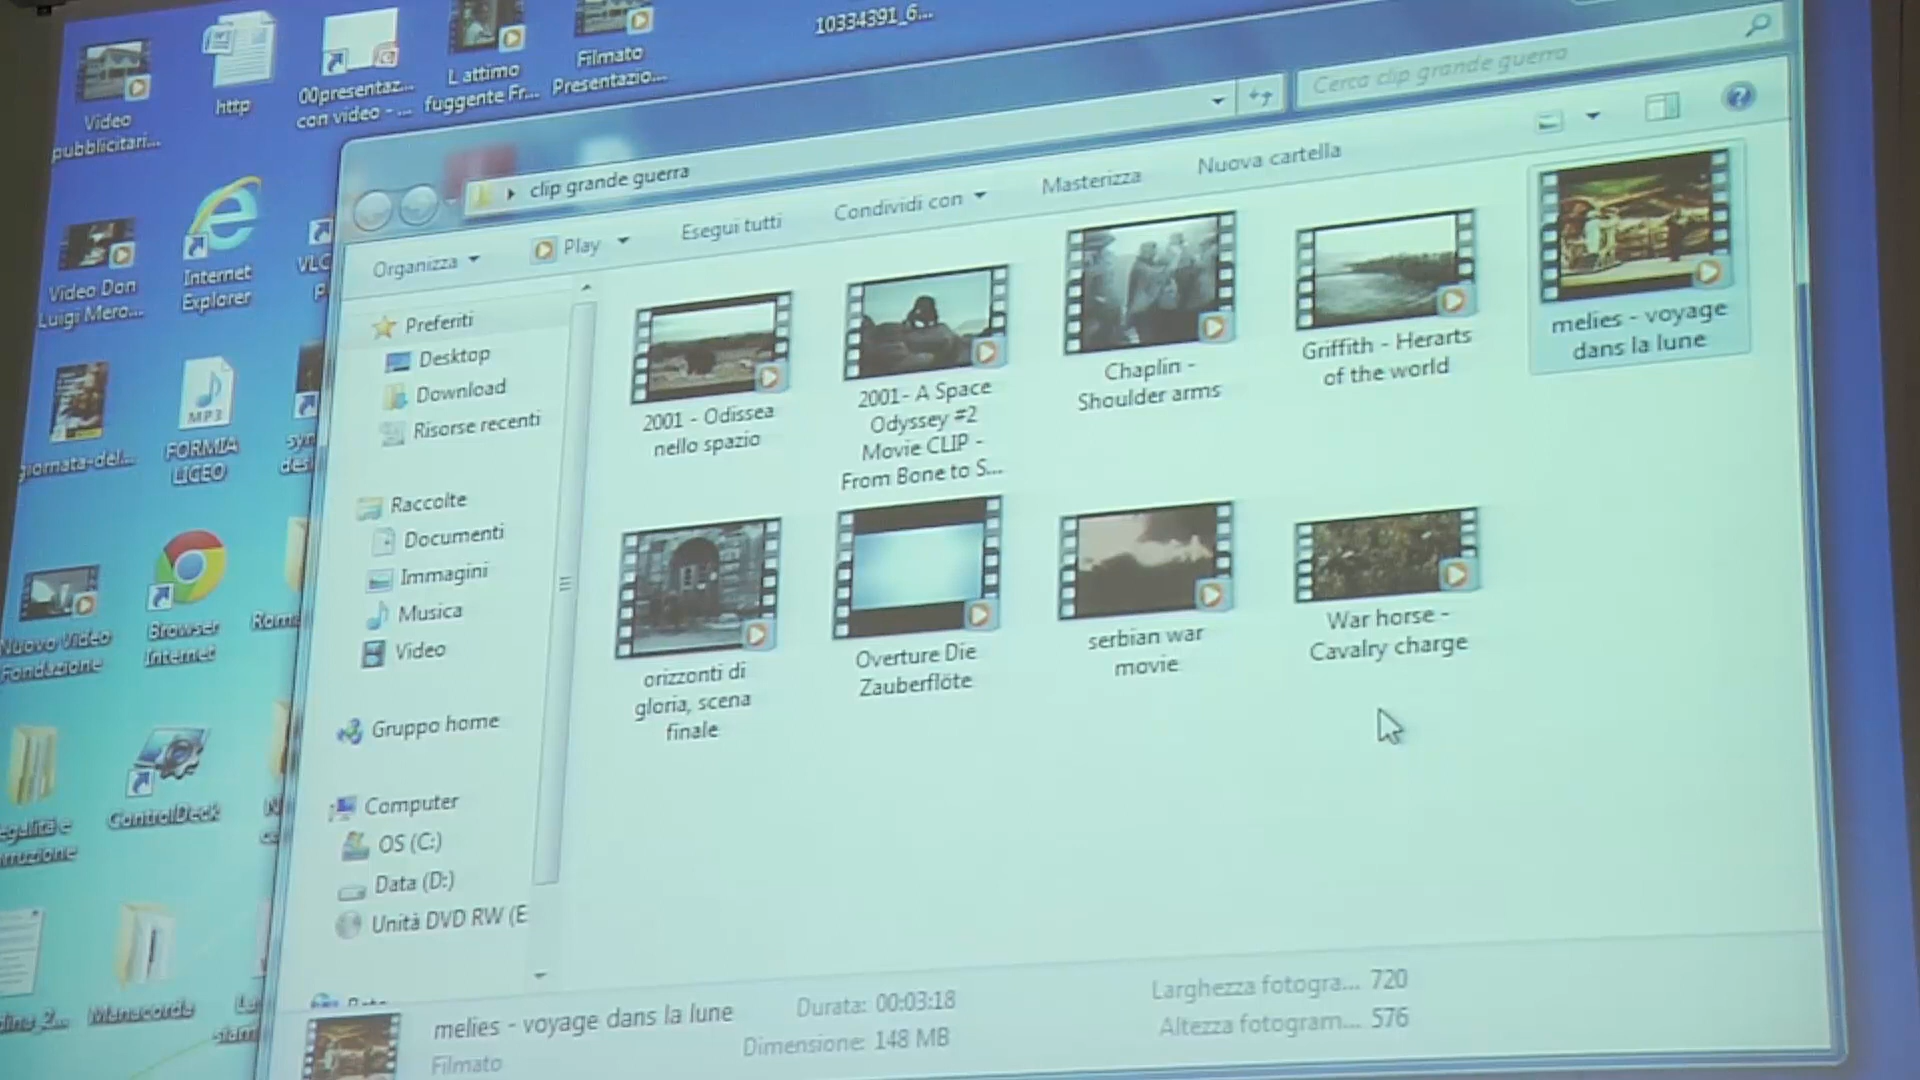 10334391_6...
Video
pubblicitari...
http
00presentaz...
con video - ...
L attimo
fuggente Fr...
Filmato
Presentazio...
Cerca clip grande guerra
clip grande guerra
Organizza
Play
Esegui tutti
Condividi con
Masterizza
Nuova cartella
Video Don
Luigi Mero...
Internet
Explorer
VLC
giornata-del...
MP3
FORMIA
LICEO
Nuovo Video
Fondazione
Browser
Internet
ControlDeck
Manacorda
Preferiti
Desktop
Download
Risorse recenti
Raccolte
Documenti
Immagini
Musica
Video
Gruppo home
Computer
OS (C:)
Data (D:)
Unità DVD RW (E
2001 - Odissea
nello spazio
2001- A Space
Odyssey #2
Movie CLIP -
From Bone to S...
Chaplin -
Shoulder arms
Griffith - Herarts
of the world
melies - voyage
dans la lune
orizzonti di
gloria, scena
finale
Overture Die
Zauberflöte
serbian war
movie
War horse -
Cavalry charge
melies - voyage dans la lune
Filmato
Durata: 00:03:18
Dimensione: 148 MB
Larghezza fotogra... 720
Altezza fotogram... 576